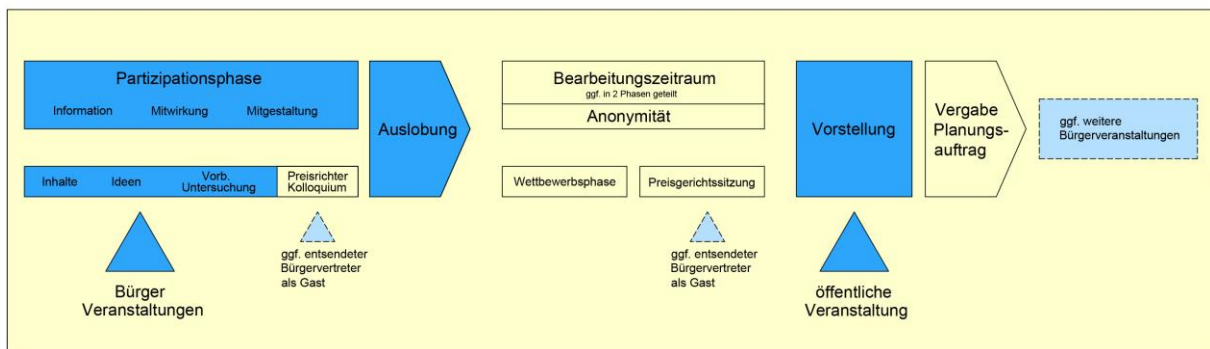 Partizipationsphase
Information Mitwirkung Mitgestaltung
Inhalte Ideen Vorb.
Untersuchung
Preisrichter
Kolloquium
Bürger
Veranstaltungen
ggf. entsendeter
Bürgervertreter
als Gast
Auslobung
Bearbeitungszeitraum
ggf. in 2 Phasen geteilt
Anonymität
Wettbewerbsphase
Preisgerichtssitzung
ggf. entsendeter
Bürgervertreter
als Gast
Vorstellung
öffentliche
Veranstaltung
Vergabe
Planungs-
auftrag
ggf. weitere
Bürgerveranstaltungen